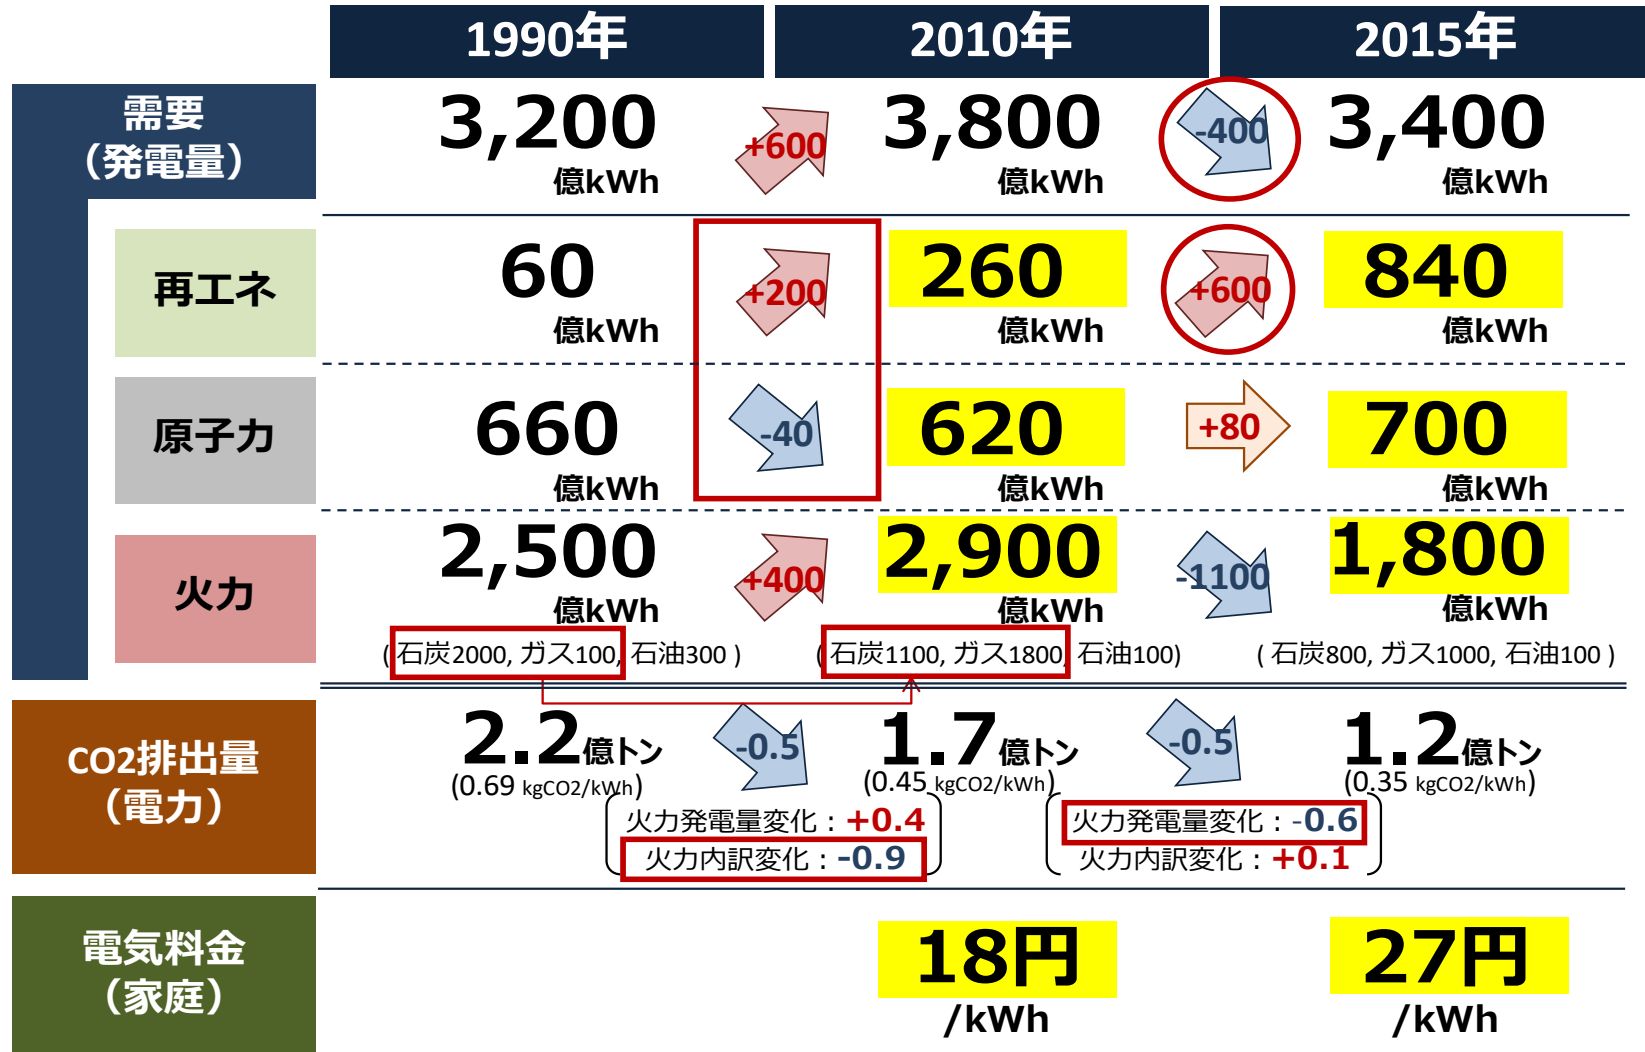 1990年 2010年 2015年
需要
（発電量）
3,200
億kWh
+600
3,800
億kWh
-400
3,400
億kWh
再エネ
60
億kWh
+200
260
億kWh
+600
840
億kWh
原子力
660
億kWh
-40
620
億kWh
+80
700
億kWh
火力
2,500
億kWh
+400
2,900
億kWh
-1100
1,800
億kWh
( 石炭2000, ガス100, 石油300 )
( 石炭1100, ガス1800, 石油100)
( 石炭800, ガス1000, 石油100 )
CO2排出量
（電力）
2.2億トン
(0.69 kgCO2/kWh)
-0.5
1.7億トン
(0.45 kgCO2/kWh)
-0.5
1.2億トン
(0.35 kgCO2/kWh)
火力発電量変化：+0.4
火力内訳変化：-0.9
火力発電量変化：-0.6
火力内訳変化：+0.1
電気料金
（家庭）
18円
/kWh
27円
/kWh